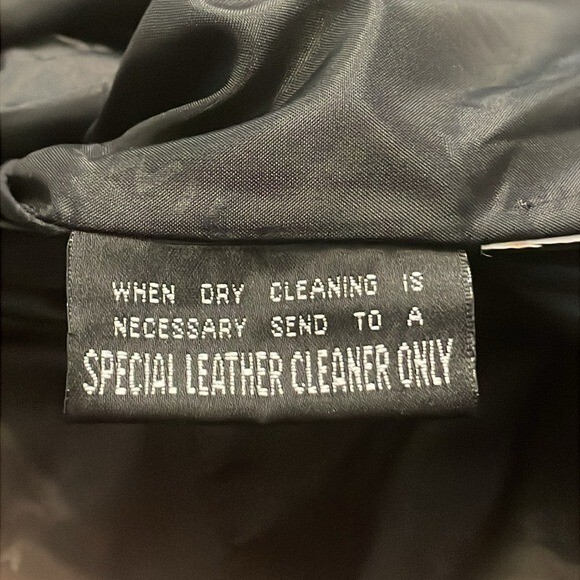 WHEN DRY CLEANING IS
NECESSARY SEND TO A
SPECIAL LEATHER CLEANER ONLY